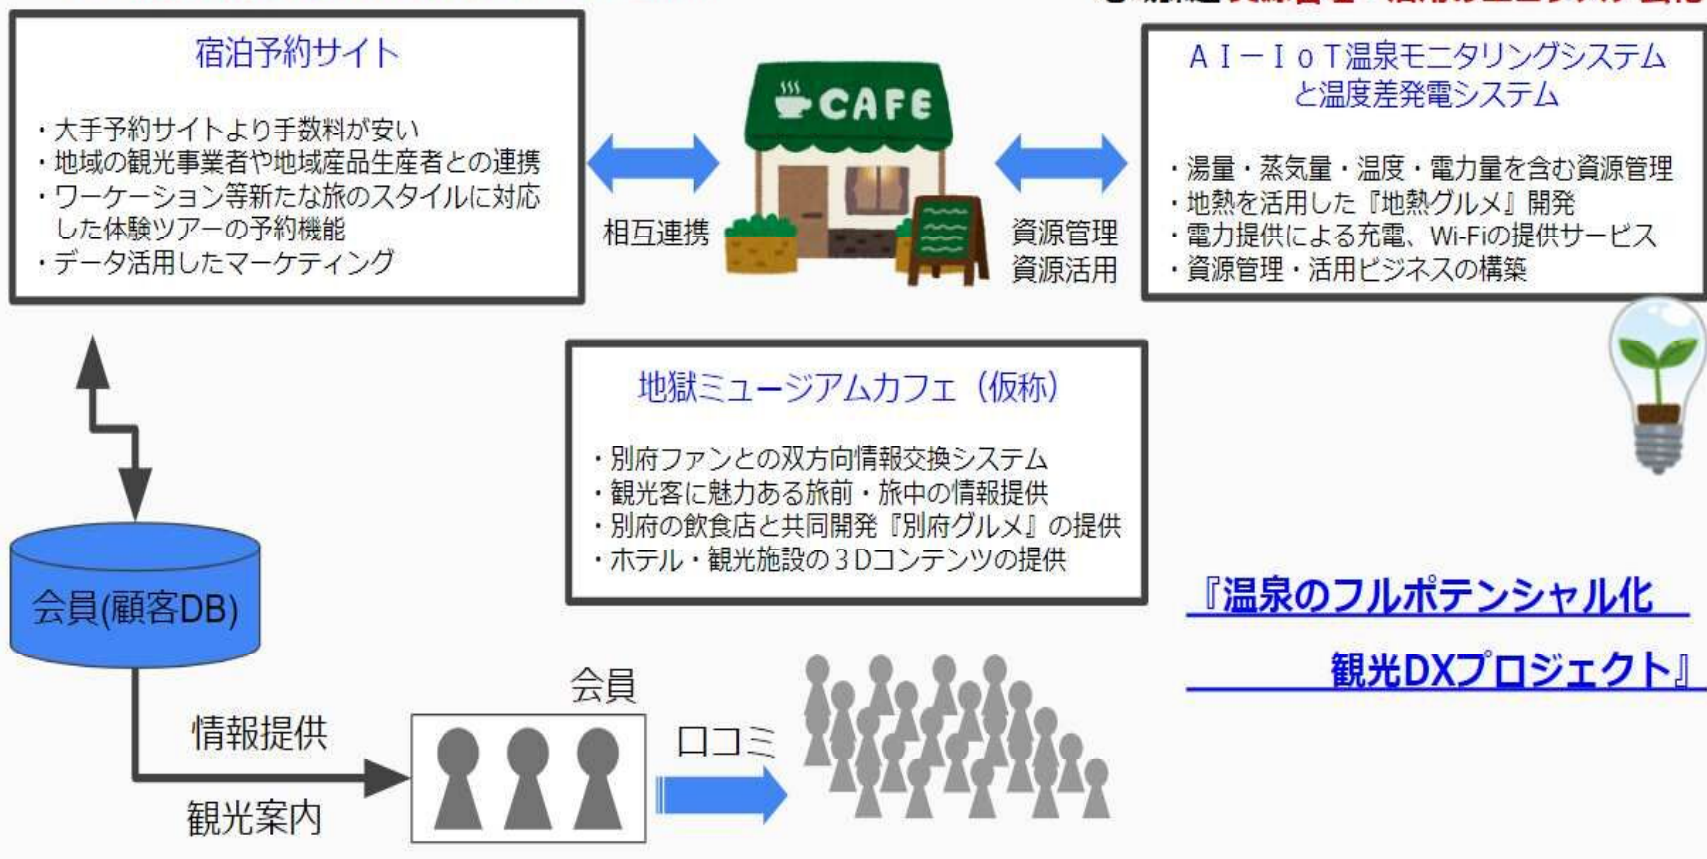 宿泊予約サイト
・大手予約サイトより手数料が安い
・地域の観光事業者や地域産品生産者との連携
・ワーケーション等新たな旅のスタイルに対応
した体験ツアーの予約機能
・データ活用したマーケティング
相互連携
CAFE
資源管理
資源活用
ＡＩ－ＩｏＴ温泉モニタリングシステム
と温度差発電システム
・湯量・蒸気量・温度・電力量を含む資源管理
・地熱を活用した『地熱グルメ』開発
・電力提供による充電、Wi-Fiの提供サービス
・資源管理・活用ビジネスの構築
地獄ミュージアムカフェ（仮称）
・別府ファンとの双方向情報交換システム
・観光客に魅力ある旅前・旅中の情報提供
・別府の飲食店と共同開発『別府グルメ』の提供
・ホテル・観光施設の３Dコンテンツの提供
『温泉のフルポテンシャル化
観光DXプロジェクト』
会員(顧客DB)
情報提供
観光案内
会員
口コミ